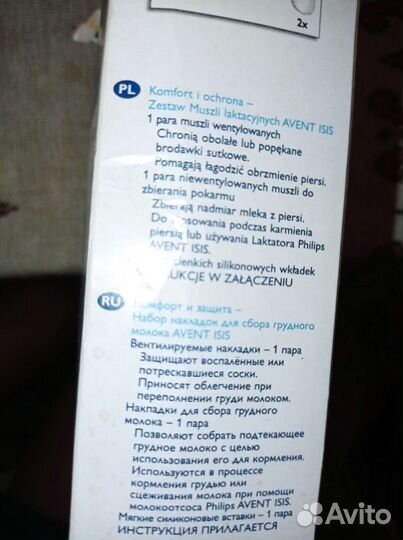 2x
PL Komfort i ochrona –
Zestaw Muszli laktacyjnych AVENT ISIS
1 para muszli wentylowanych
Chronią obolałe lub popękane
brodawki sutkowe.
Pomagają łagodzić obrzmienie piersi.
1 para niewentylowanych muszli do
zbierania pokarmu
Zbierają nadmiar mleka z piersi.
Do stosowania podczas karmienia
piersią lub używania Laktatora Philips
AVENT ISIS.
cienkich silikonowych wkładek
UKCJE W ZAŁĄCZENIU
RU Комфорт и защита –
Набор накладок для сбора грудного
молока AVENT ISIS
Вентилируемые накладки – 1 пара
Защищают воспалённые или
потрескавшиеся соски.
Приносят облегчение при
переполнении груди молоком.
Накладки для сбора грудного
молока – 1 пара
Позволяют собрать подтекающее
грудное молоко с целью
использования его для кормления.
Используются в процессе
кормления грудью или
сцеживания молока при помощи
молокоотсоса Philips AVENT ISIS.
Мягкие силиконовые вставки – 1 пара
ИНСТРУКЦИЯ ПРИЛАГАЕТСЯ
Avito